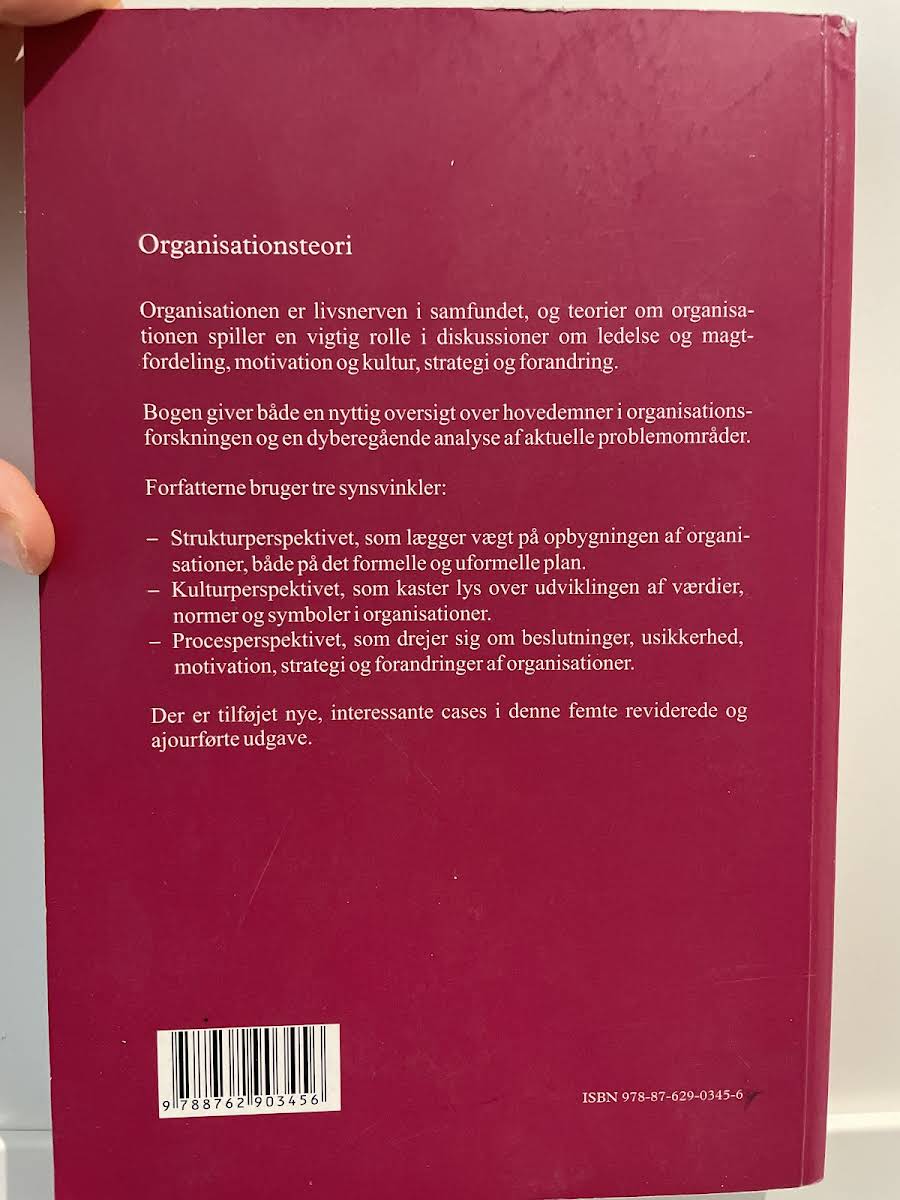 Organisationsteori
Organisationen er livsnerven i samfundet, og teorier om organisa-
tionen spiller en vigtig rolle i diskussioner om ledelse og magt-
fordeling, motivation og kultur, strategi og forandring.
Bogen giver både en nyttig oversigt over hovedemner i organisations-
forskningen og en dyberegående analyse af aktuelle problemområder.
Forfatterne bruger tre synsvinkler:
– Strukturperspektivet, som lægger vægt på opbygningen af organi-
sationer, både på det formelle og uformelle plan.
– Kulturperspektivet, som kaster lys over udviklingen af værdier,
normer og symboler i organisationer.
– Procesperspektivet, som drejer sig om beslutninger, usikkerhed,
motivation, strategi og forandringer af organisationer.
Der er tilføjet nye, interessante cases i denne femte reviderede og
ajourførte udgave.
9 788762 903456
ISBN 978-87-629-0345-6